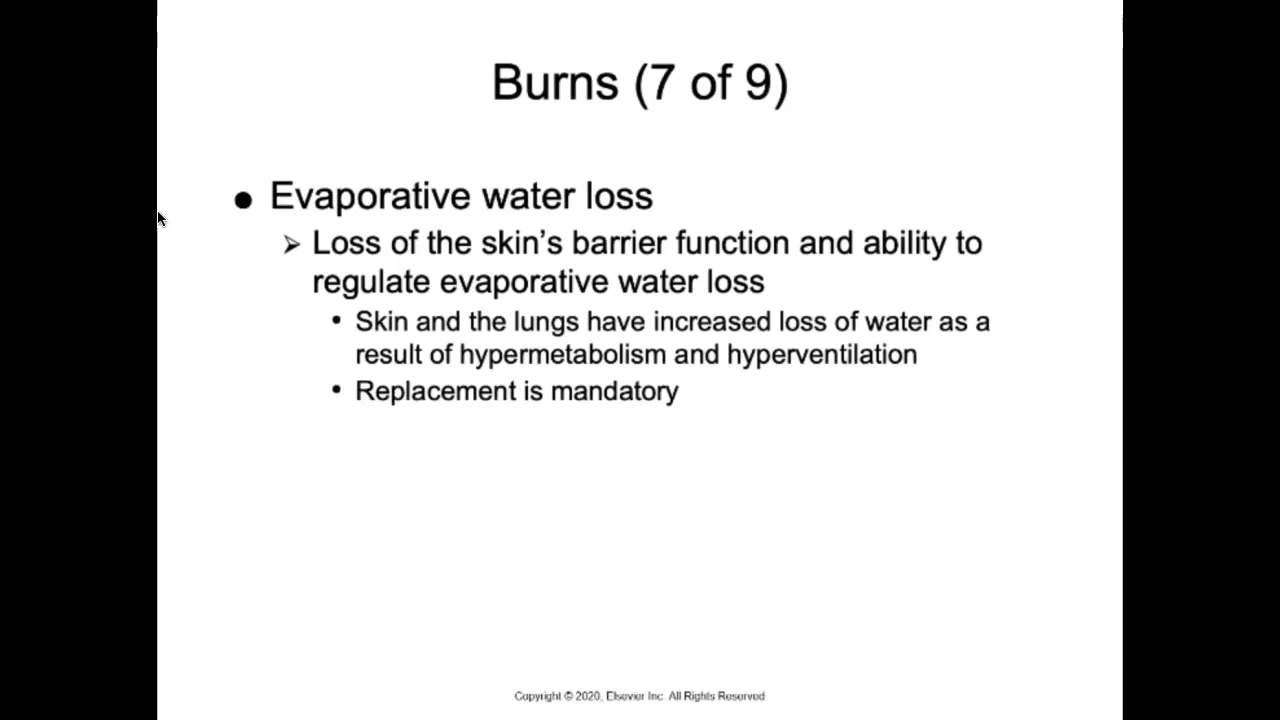 Burns (7 of 9)
● Evaporative water loss
➢ Loss of the skin’s barrier function and ability to
regulate evaporative water loss
• Skin and the lungs have increased loss of water as a
result of hypermetabolism and hyperventilation
• Replacement is mandatory
Copyright © 2020, Elsevier Inc. All Rights Reserved.